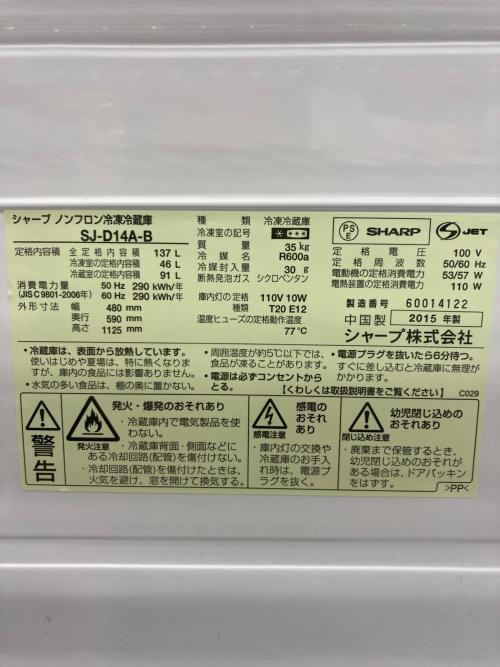 シャープ ノンフロン冷凍冷蔵庫
SJ-D14A-B
定格内容積 全定格内容積 137 L
冷凍室の定格内容積 46 L
冷蔵室の定格内容積 91 L
消費電力量 50 Hz 290 kWh/年
(JIS C 9801-2006年) 60 Hz 290 kWh/年
外形寸法 幅 480 mm
奥行 590 mm
高さ 1125 mm
種類 冷凍冷蔵庫
冷凍室の記号
質量 35 kg
冷媒名 R600a
冷媒封入量 30 g
断熱発泡ガス シクロペンタン
庫内灯の定格 110V 10W
種類 T20 E12
温度ヒューズの定格動作温度
77℃
PS
E
SHARP
S JET
定格電圧 100 V
定格周波数 50/60 Hz
電動機の定格消費電力 53/57 W
電熱装置の定格消費電力 110 W
製造番号 60014122
中国製 2015 年製
シャープ株式会社
・冷蔵庫は、表面から放熱しています。
使いはじめや夏場は、特に熱くなりま
すが、庫内の食品には影響ありません。
・水気の多い食品は、棚の奥に置かない。
・周囲温度が約5℃以下では、
食品が凍ることがあります。
・電源は必ずコンセントから
とる。
・電源プラグを抜いたら6分待つ。
すぐに差し込むと冷蔵庫に無理が
かかります。
【くわしくは取扱説明書をご覧ください】 C029
警告
発火注意
発火・爆発のおそれあり
・冷蔵庫内で電気製品を使
わない。
・冷蔵庫背面・側面などに
ある冷却回路(配管)を傷付けない。
・冷却回路(配管)を傷付けたときは、
火気を避け、窓を開けて換気する。
感電注意
感電の
おそれあり
・庫内灯の交換や
冷蔵庫のお手入
れ時は、電源プ
ラグを抜く。
閉じ込め注意
幼児閉じ込めの
おそれあり
・廃棄まで保管するとき、
幼児閉じ込めのおそれが
ある場合は、ドアパッキン
をはずす。
>PP<